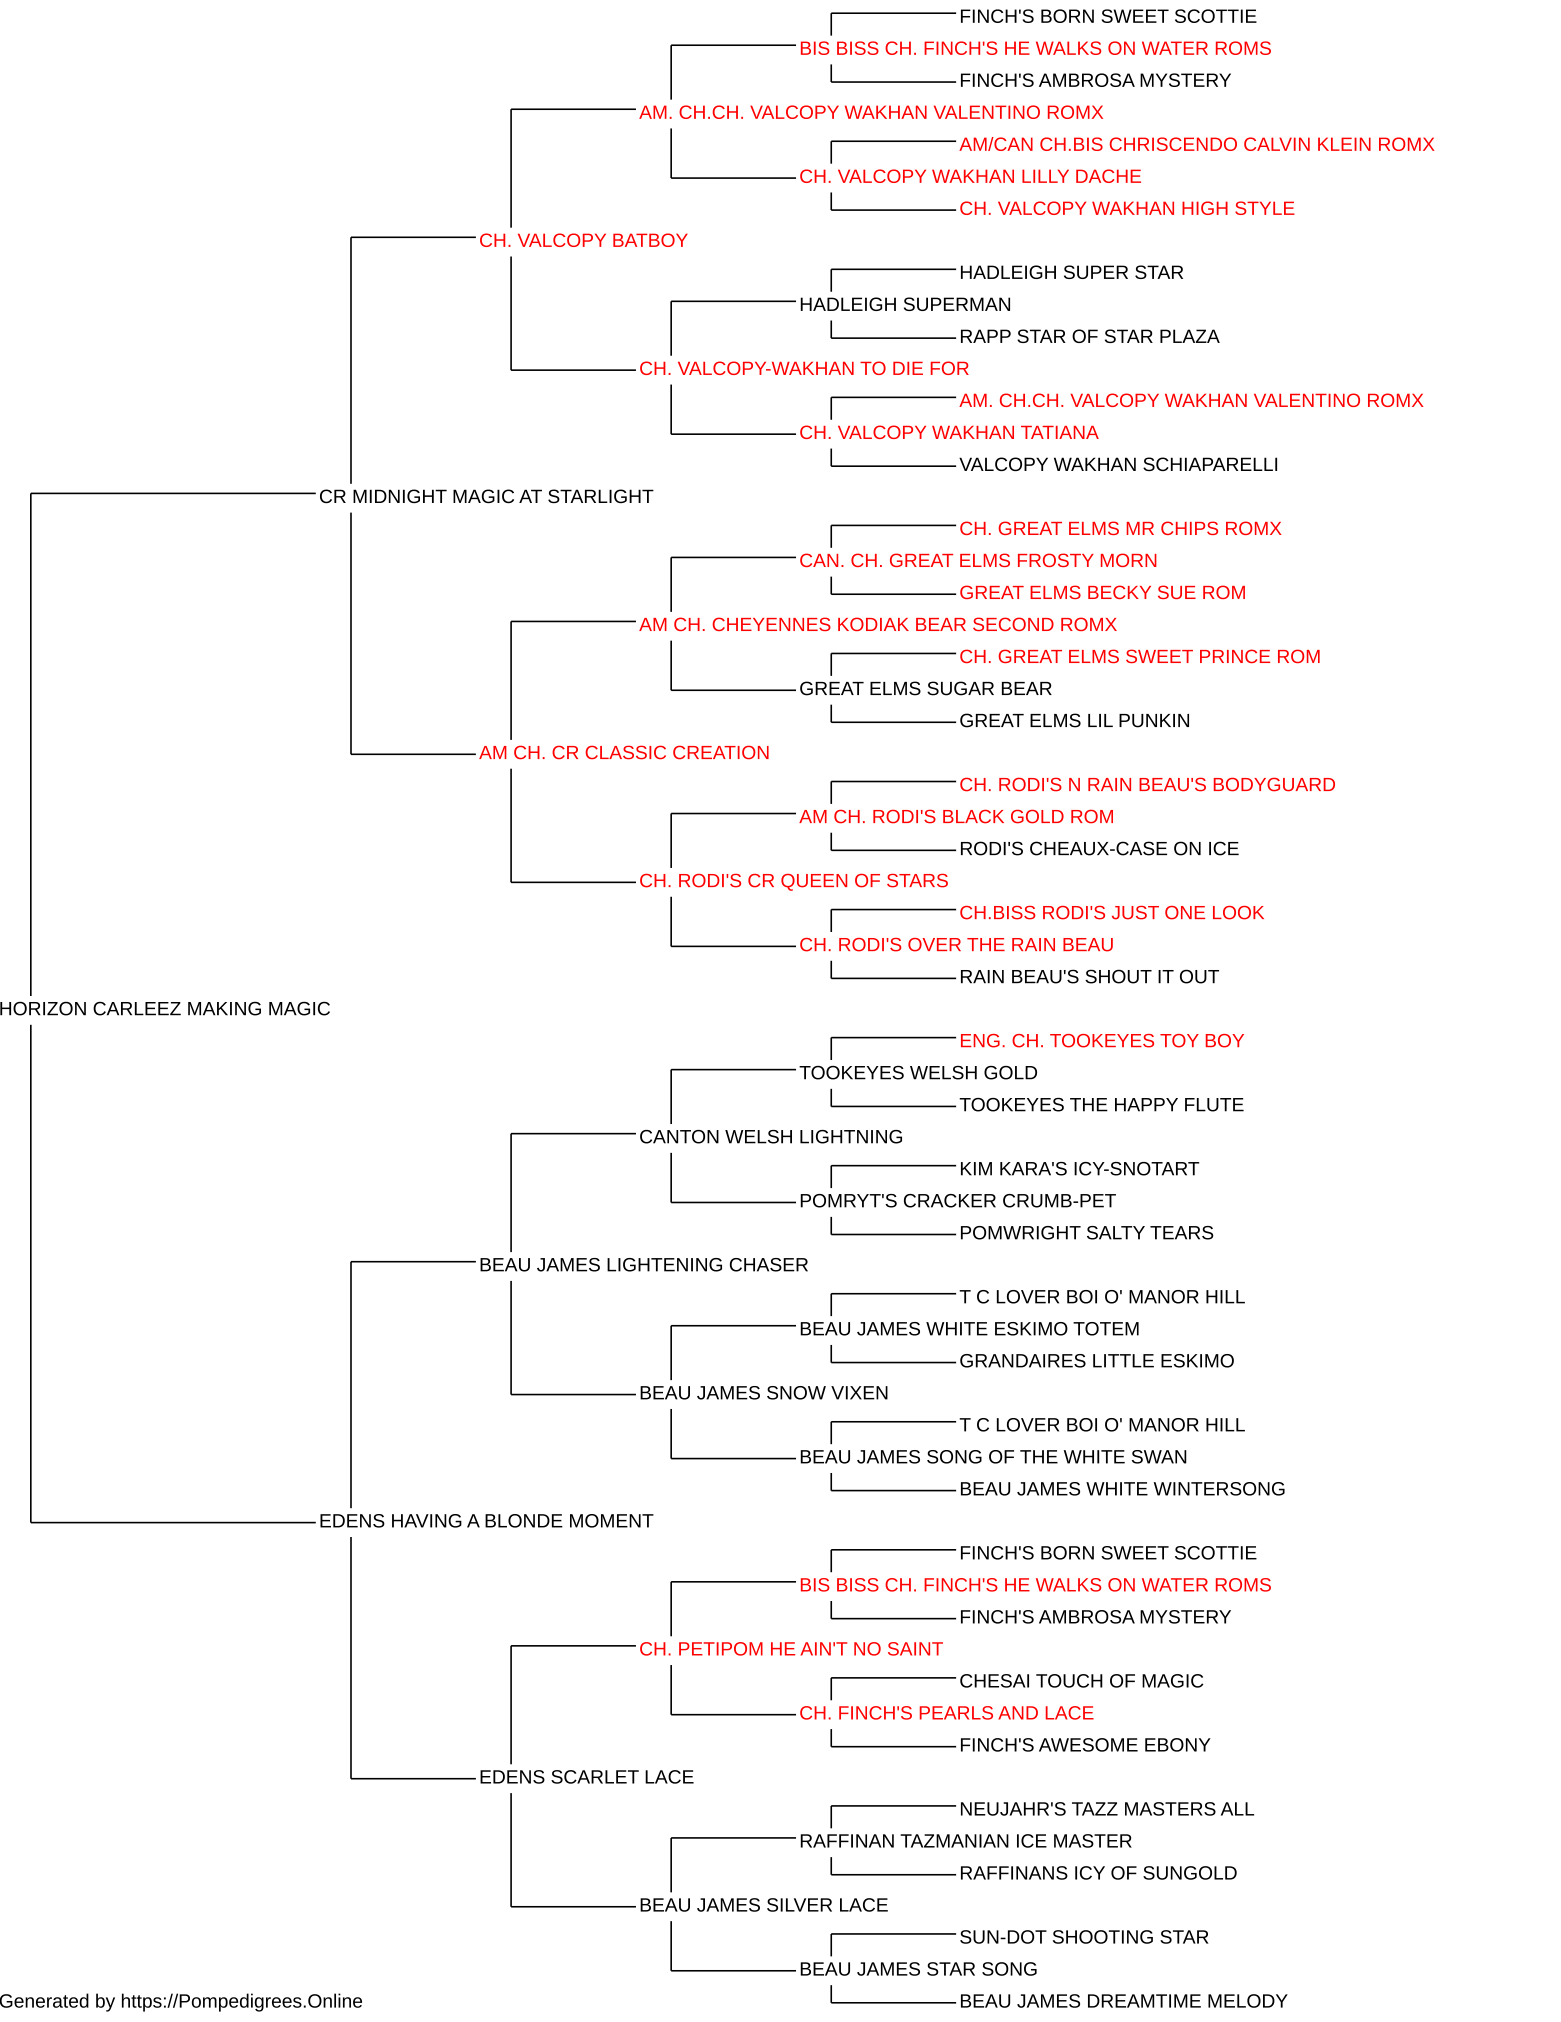 FINCH'S BORN SWEET SCOTTIE
BIS BISS CH. FINCH'S HE WALKS ON WATER ROMS
FINCH'S AMBROSA MYSTERY
AM. CH.CH. VALCOPY WAKHAN VALENTINO ROMX
AM/CAN CH.BIS CHRISCENDO CALVIN KLEIN ROMX
CH. VALCOPY WAKHAN LILLY DACHE
CH. VALCOPY WAKHAN HIGH STYLE
CH. VALCOPY BATBOY
HADLEIGH SUPER STAR
HADLEIGH SUPERMAN
RAPP STAR OF STAR PLAZA
CH. VALCOPY-WAKHAN TO DIE FOR
AM. CH.CH. VALCOPY WAKHAN VALENTINO ROMX
CH. VALCOPY WAKHAN TATIANA
VALCOPY WAKHAN SCHIAPARELLI
CR MIDNIGHT MAGIC AT STARLIGHT
CH. GREAT ELMS MR CHIPS ROMX
CAN. CH. GREAT ELMS FROSTY MORN
GREAT ELMS BECKY SUE ROM
AM CH. CHEYENNES KODIAK BEAR SECOND ROMX
CH. GREAT ELMS SWEET PRINCE ROM
GREAT ELMS SUGAR BEAR
GREAT ELMS LIL PUNKIN
AM CH. CR CLASSIC CREATION
CH. RODI'S N RAIN BEAU'S BODYGUARD
AM CH. RODI'S BLACK GOLD ROM
RODI'S CHEAUX-CASE ON ICE
CH. RODI'S CR QUEEN OF STARS
CH.BISS RODI'S JUST ONE LOOK
CH. RODI'S OVER THE RAIN BEAU
RAIN BEAU'S SHOUT IT OUT
HORIZON CARLEEZ MAKING MAGIC
ENG. CH. TOOKEYES TOY BOY
TOOKEYES WELSH GOLD
TOOKEYES THE HAPPY FLUTE
CANTON WELSH LIGHTNING
KIM KARA'S ICY-SNOTART
POMRYT'S CRACKER CRUMB-PET
POMWRIGHT SALTY TEARS
BEAU JAMES LIGHTENING CHASER
T C LOVER BOI O' MANOR HILL
BEAU JAMES WHITE ESKIMO TOTEM
GRANDAIRES LITTLE ESKIMO
BEAU JAMES SNOW VIXEN
T C LOVER BOI O' MANOR HILL
BEAU JAMES SONG OF THE WHITE SWAN
BEAU JAMES WHITE WINTERSONG
EDENS HAVING A BLONDE MOMENT
FINCH'S BORN SWEET SCOTTIE
BIS BISS CH. FINCH'S HE WALKS ON WATER ROMS
FINCH'S AMBROSA MYSTERY
CH. PETIPOM HE AIN'T NO SAINT
CHESAI TOUCH OF MAGIC
CH. FINCH'S PEARLS AND LACE
FINCH'S AWESOME EBONY
EDENS SCARLET LACE
NEUJAHR'S TAZZ MASTERS ALL
RAFFINAN TAZMANIAN ICE MASTER
RAFFINANS ICY OF SUNGOLD
BEAU JAMES SILVER LACE
SUN-DOT SHOOTING STAR
BEAU JAMES STAR SONG
BEAU JAMES DREAMTIME MELODY
Generated by https://Pompedigrees.Online